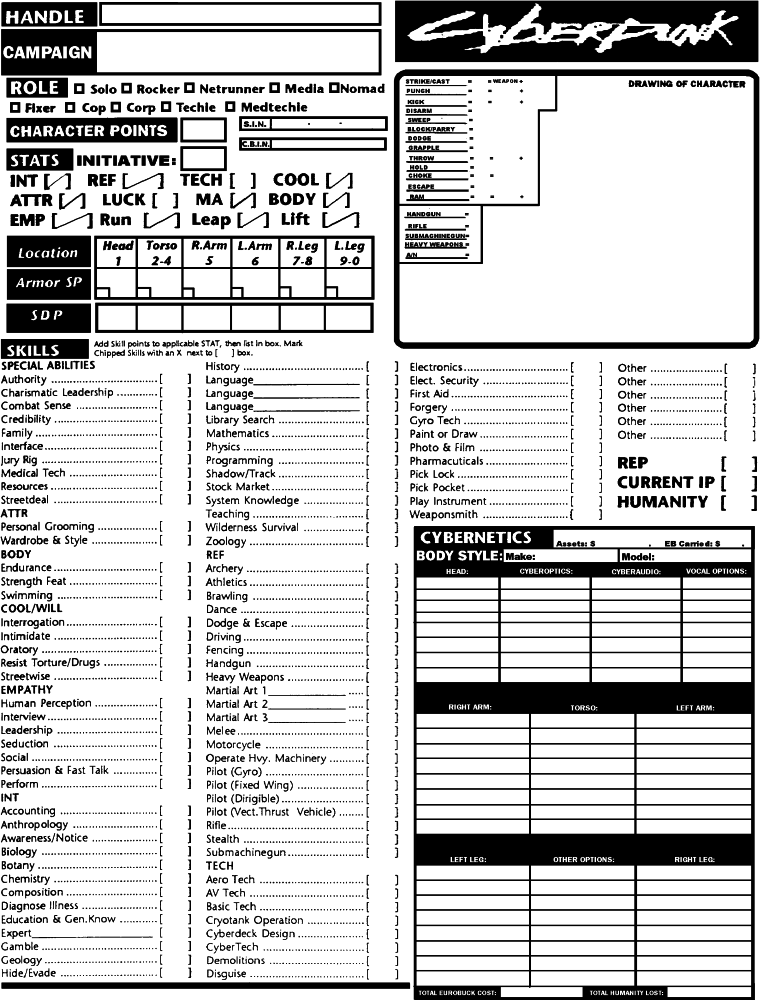 HANDLE
CAMPAIGN
CYBERPUNK
ROLE Solo Rocker Netrunner Media Nomad
Fixer Cop Corp Techie Medtechie
CHARACTER POINTS
S.I.N. - -
C.B.I.N.
STATS INITIATIVE:
INT [ / ] REF [ / ] TECH [ ] COOL [ / ]
ATTR [ / ] LUCK [ ] MA [ / ] BODY [ / ]
EMP [ / ] Run [ / ] Leap [ / ] Lift [ / ]
Location
Head 1
Torso 2-4
R.Arm 5
L.Arm 6
R.Leg 7-8
L.Leg 9-0
Armor SP
SDP
DRAWING OF CHARACTER
STRIKE/CAST = = WEAPON +
PUNCH = = +
KICK = = +
DISARM =
SWEEP =
BLOCK/PARRY =
DODGE =
GRAPPLE =
THROW = = +
HOLD =
CHOKE = =
ESCAPE =
RAM = = +
HANDGUN =
RIFLE =
SUBMACHINEGUN=
HEAVY WEAPONS =
A/N =
SKILLS
Add Skill points to applicable STAT, then list in box. Mark
Chipped Skills with an X next to [ ] box.
SPECIAL ABILITIES
Authority [ ]
Charismatic Leadership [ ]
Combat Sense [ ]
Credibility [ ]
Family [ ]
Interface [ ]
Jury Rig [ ]
Medical Tech [ ]
Resources [ ]
Streetdeal [ ]
ATTR
Personal Grooming [ ]
Wardrobe & Style [ ]
BODY
Endurance [ ]
Strength Feat [ ]
Swimming [ ]
COOL/WILL
Interrogation [ ]
Intimidate [ ]
Oratory [ ]
Resist Torture/Drugs [ ]
Streetwise [ ]
EMPATHY
Human Perception [ ]
Interview [ ]
Leadership [ ]
Seduction [ ]
Social [ ]
Persuasion & Fast Talk [ ]
Perform [ ]
INT
Accounting [ ]
Anthropology [ ]
Awareness/Notice [ ]
Biology [ ]
Botany [ ]
Chemistry [ ]
Composition [ ]
Diagnose Illness [ ]
Education & Gen.Know [ ]
Expert [ ]
Gamble [ ]
Geology [ ]
Hide/Evade [ ]
History [ ]
Language [ ]
Language [ ]
Language [ ]
Library Search [ ]
Mathematics [ ]
Physics [ ]
Programming [ ]
Shadow/Track [ ]
Stock Market [ ]
System Knowledge [ ]
Teaching [ ]
Wilderness Survival [ ]
Zoology [ ]
REF
Archery [ ]
Athletics [ ]
Brawling [ ]
Dance [ ]
Dodge & Escape [ ]
Driving [ ]
Fencing [ ]
Handgun [ ]
Heavy Weapons [ ]
Martial Art 1 [ ]
Martial Art 2 [ ]
Martial Art 3 [ ]
Melee [ ]
Motorcycle [ ]
Operate Hvy. Machinery [ ]
Pilot (Gyro) [ ]
Pilot (Fixed Wing) [ ]
Pilot (Dirigible) [ ]
Pilot (Vect.Thrust Vehicle) [ ]
Rifle [ ]
Stealth [ ]
Submachinegun [ ]
TECH
Aero Tech [ ]
AV Tech [ ]
Basic Tech [ ]
Cryotank Operation [ ]
Cyberdeck Design [ ]
CyberTech [ ]
Demolitions [ ]
Disguise [ ]
Electronics [ ]
Elect. Security [ ]
First Aid [ ]
Forgery [ ]
Gyro Tech [ ]
Paint or Draw [ ]
Photo & Film [ ]
Pharmaceuticals [ ]
Pick Lock [ ]
Pick Pocket [ ]
Play Instrument [ ]
Weaponsmith [ ]
Other [ ]
Other [ ]
Other [ ]
Other [ ]
Other [ ]
Other [ ]
REP [ ]
CURRENT IP [ ]
HUMANITY [ ]
CYBERNETICS Assets: $ . EB Carried: $ .
BODY STYLE: Make: Model:
HEAD: CYBEROPTICS: CYBERAUDIO: VOCAL OPTIONS:
RIGHT ARM: TORSO: LEFT ARM:
LEFT LEG: OTHER OPTIONS: RIGHT LEG:
TOTAL EUROBUCK COST: TOTAL HUMANITY LOST: